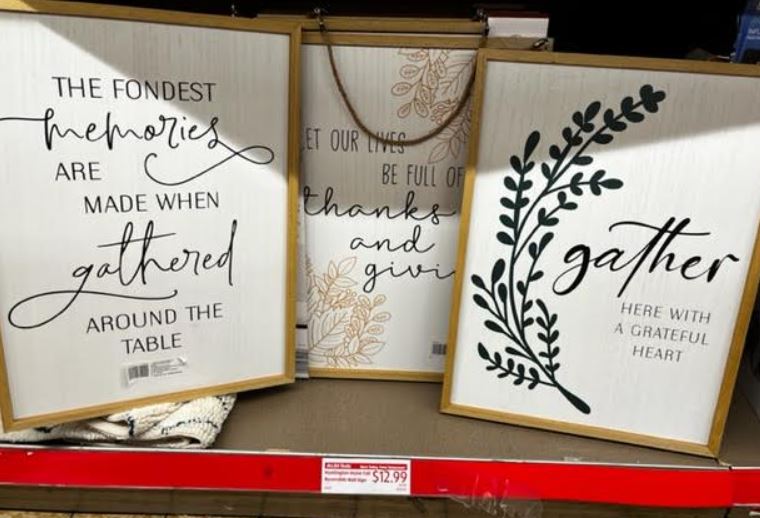 THE FONDEST
memories
ARE
MADE WHEN
gathered
AROUND THE
TABLE
ET OUR LIVES
BE FULL OF
thanks
and
givi
gather
HERE WITH
A GRATEFUL
HEART
$12.99